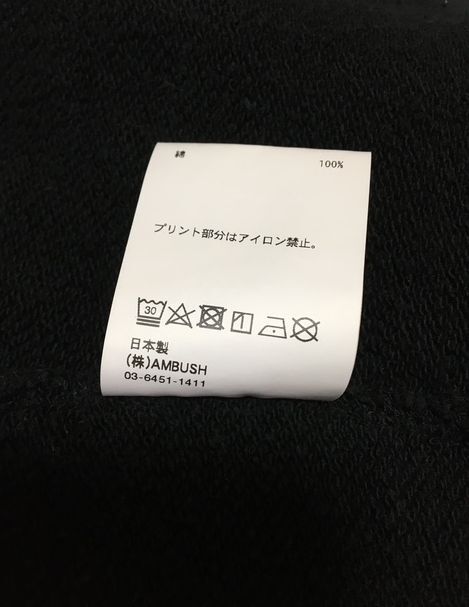 綿 100%
プリント部分はアイロン禁止。
30
日本製
(株)AMBUSH
03-6451-1411